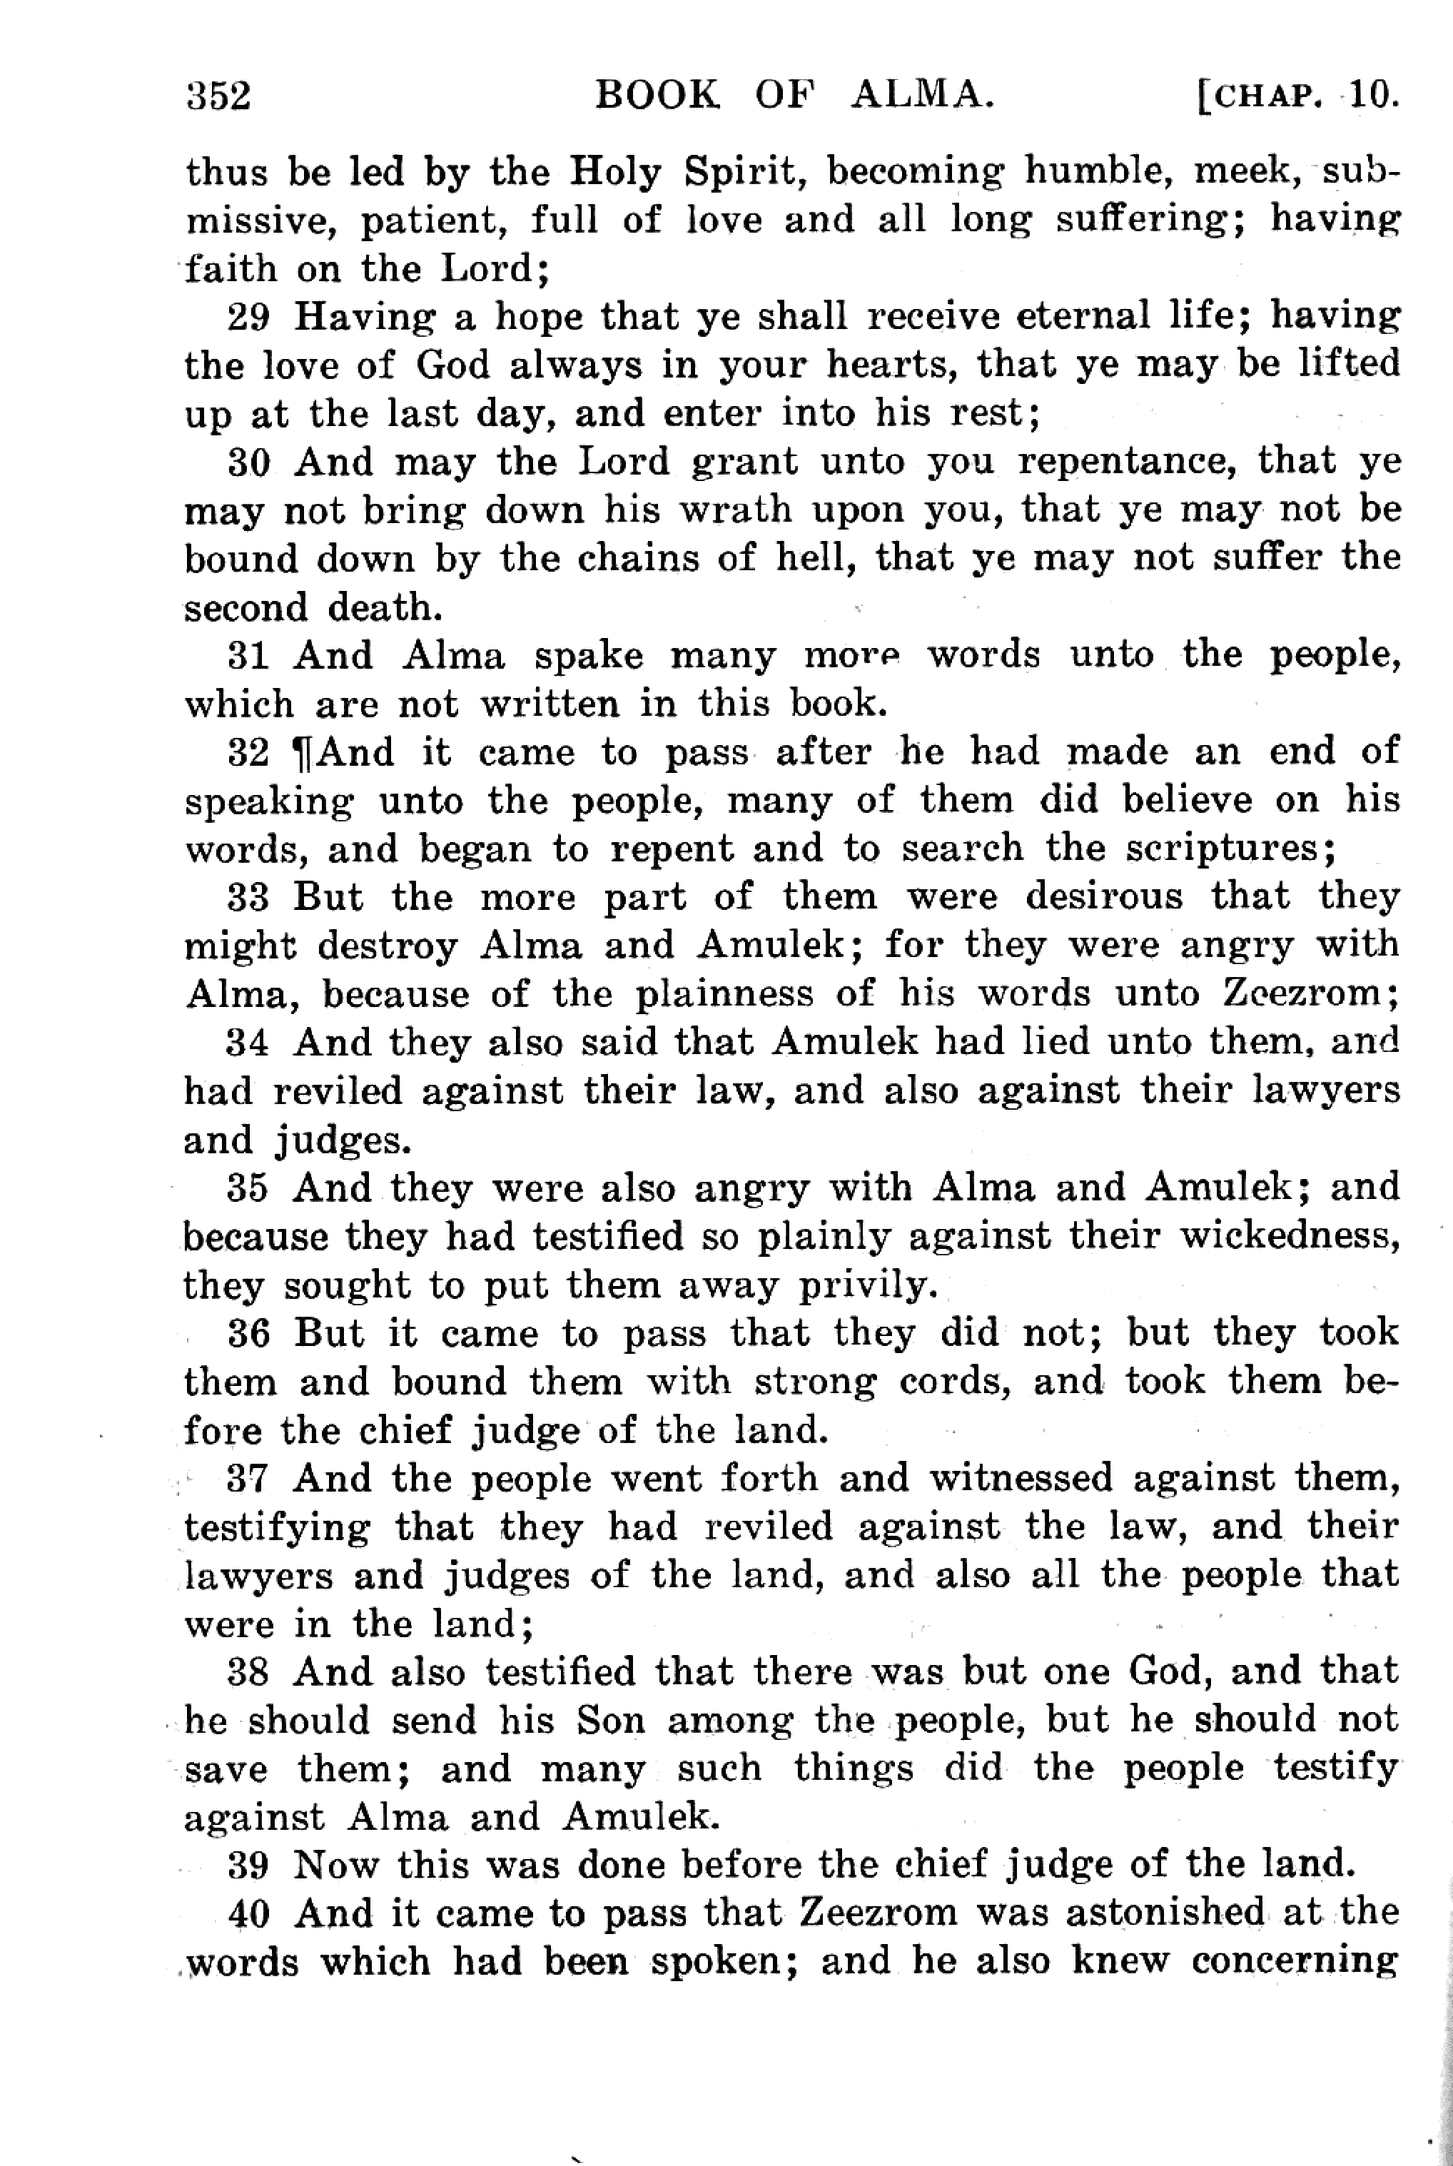 352 BOOK OF ALMA. [CHAP. 10.
thus be led by the Holy Spirit, becoming humble, meek, sub-
missive, patient, full of love and all long suffering; having
faith on the Lord;
29 Having a hope that ye shall receive eternal life; having
the love of God always in your hearts, that ye may be lifted
up at the last day, and enter into his rest;
30 And may the Lord grant unto you repentance, that ye
may not bring down his wrath upon you, that ye may not be
bound down by the chains of hell, that ye may not suffer the
second death.
31 And Alma spake many more words unto the people,
which are not written in this book.
32 ¶And it came to pass after he had made an end of
speaking unto the people, many of them did believe on his
words, and began to repent and to search the scriptures;
33 But the more part of them were desirous that they
might destroy Alma and Amulek; for they were angry with
Alma, because of the plainness of his words unto Zeezrom;
34 And they also said that Amulek had lied unto them, and
had reviled against their law, and also against their lawyers
and judges.
35 And they were also angry with Alma and Amulek; and
because they had testified so plainly against their wickedness,
they sought to put them away privily.
36 But it came to pass that they did not; but they took
them and bound them with strong cords, and took them be-
fore the chief judge of the land.
37 And the people went forth and witnessed against them,
testifying that they had reviled against the law, and their
lawyers and judges of the land, and also all the people that
were in the land;
38 And also testified that there was but one God, and that
he should send his Son among the people, but he should not
save them; and many such things did the people testify
against Alma and Amulek.
39 Now this was done before the chief judge of the land.
40 And it came to pass that Zeezrom was astonished at the
words which had been spoken; and he also knew concerning